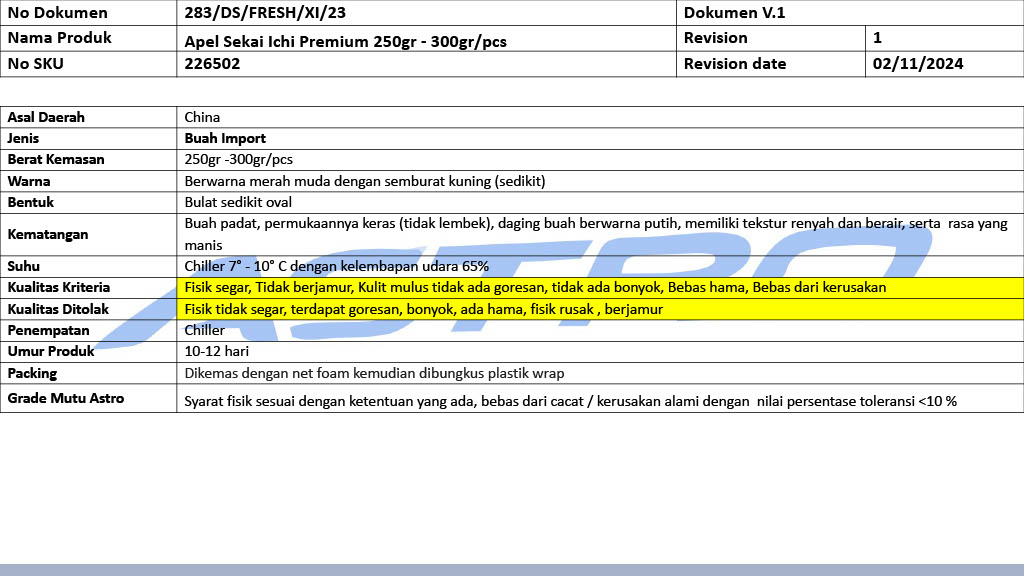 No Dokumen 283/DS/FRESH/XI/23 Dokumen V.1
Nama Produk Apel Sekai Ichi Premium 250gr - 300gr/pcs Revision 1
No SKU 226502 Revision date 02/11/2024
Asal Daerah China
Jenis Buah Import
Berat Kemasan 250gr -300gr/pcs
Warna Berwarna merah muda dengan semburat kuning (sedikit)
Bentuk Bulat sedikit oval
Kematangan Buah padat, permukaannya keras (tidak lembek), daging buah berwarna putih, memiliki tekstur renyah dan berair, serta  rasa yang
manis
Suhu Chiller 7° - 10° C dengan kelembapan udara 65%
Kualitas Kriteria Fisik segar, Tidak berjamur, Kulit mulus tidak ada goresan, tidak ada bonyok, Bebas hama, Bebas dari kerusakan
Kualitas Ditolak Fisik tidak segar, terdapat goresan, bonyok, ada hama, fisik rusak , berjamur
Penempatan Chiller
Umur Produk 10-12 hari
Packing Dikemas dengan net foam kemudian dibungkus plastik wrap
Grade Mutu Astro Syarat fisik sesuai dengan ketentuan yang ada, bebas dari cacat / kerusakan alami dengan  nilai persentase toleransi <10 %
ASTRO